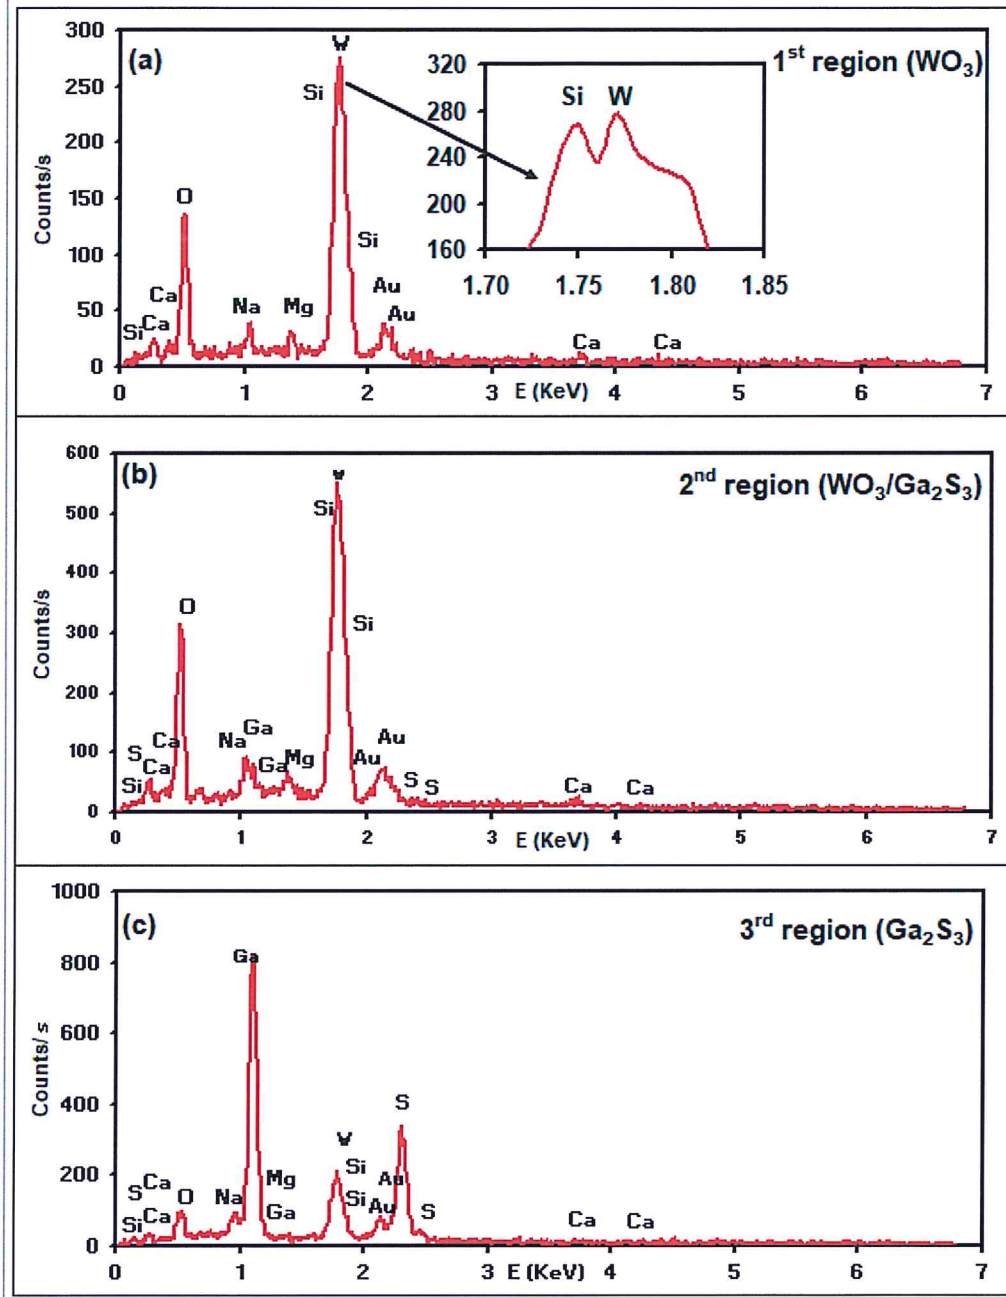 (a)
1st region (WO3)
Counts/s
300
250
200
150
100
50
0
W
Si
O
Si
Ca
Si
Ca
Na
Mg
Au
Au
Ca
Ca
0 1 2 3 4 5 6 7
E (KeV)
320
280
240
200
160
Si W
1.70 1.75 1.80 1.85
(b)
2nd region (WO3/Ga2S3)
Counts/s
600
500
400
300
200
100
0
W
Si
O
Si
S
Ca
Si
Ca
Na
Ga
Ga
Mg
Au
Au
S
S
Ca
Ca
0 1 2 3 4 5 6 7
E (KeV)
(c)
3rd region (Ga2S3)
Counts/s
1000
800
600
400
200
0
Ga
S
W
Si
Si
S
Ca
Si
Ca
O
Na
Mg
Ga
Au
Au
S
Ca
Ca
0 1 2 3 4 5 6 7
E (KeV)